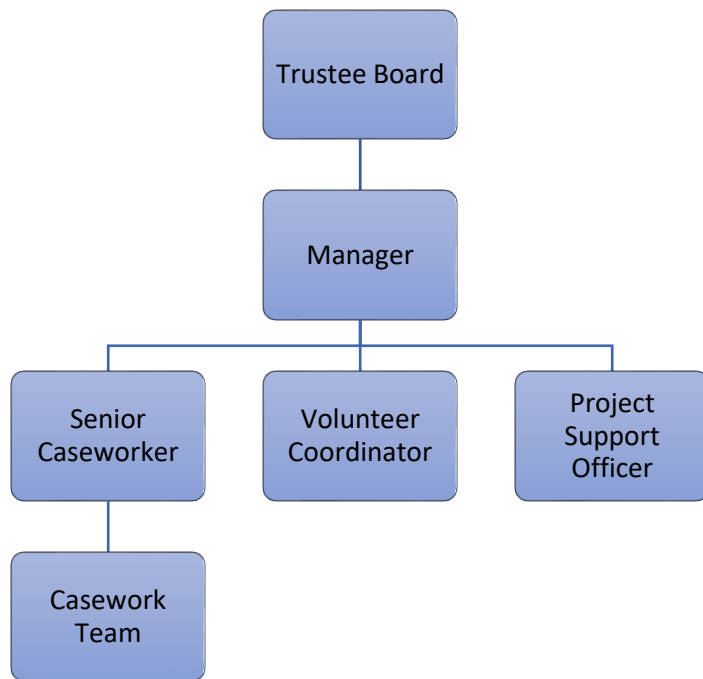 Trustee Board
Manager
Senior
Caseworker
Volunteer
Coordinator
Project
Support
Officer
Casework
Team